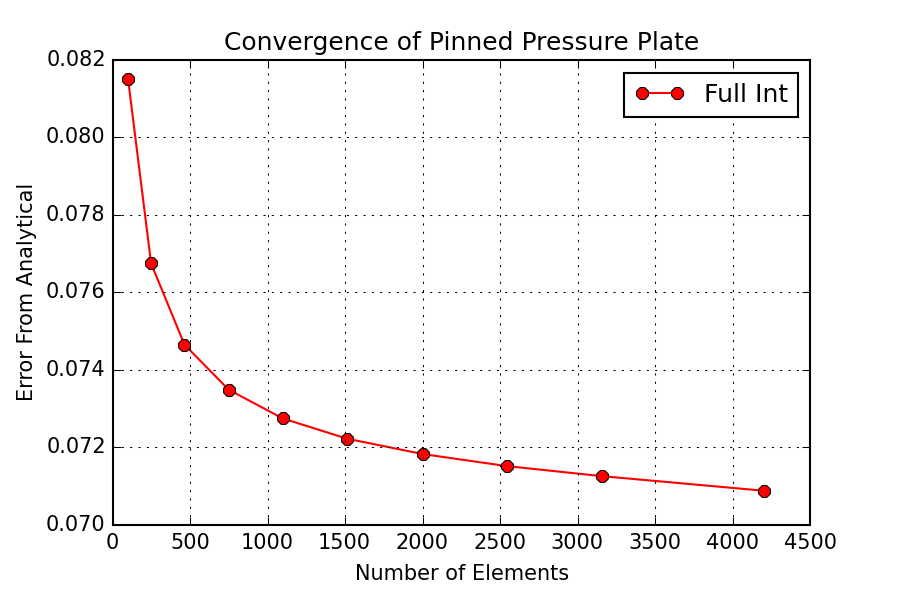 Convergence of Pinned Pressure Plate
Full Int
Error From Analytical
0.082
0.080
0.078
0.076
0.074
0.072
0.070
0 500 1000 1500 2000 2500 3000 3500 4000 4500
Number of Elements